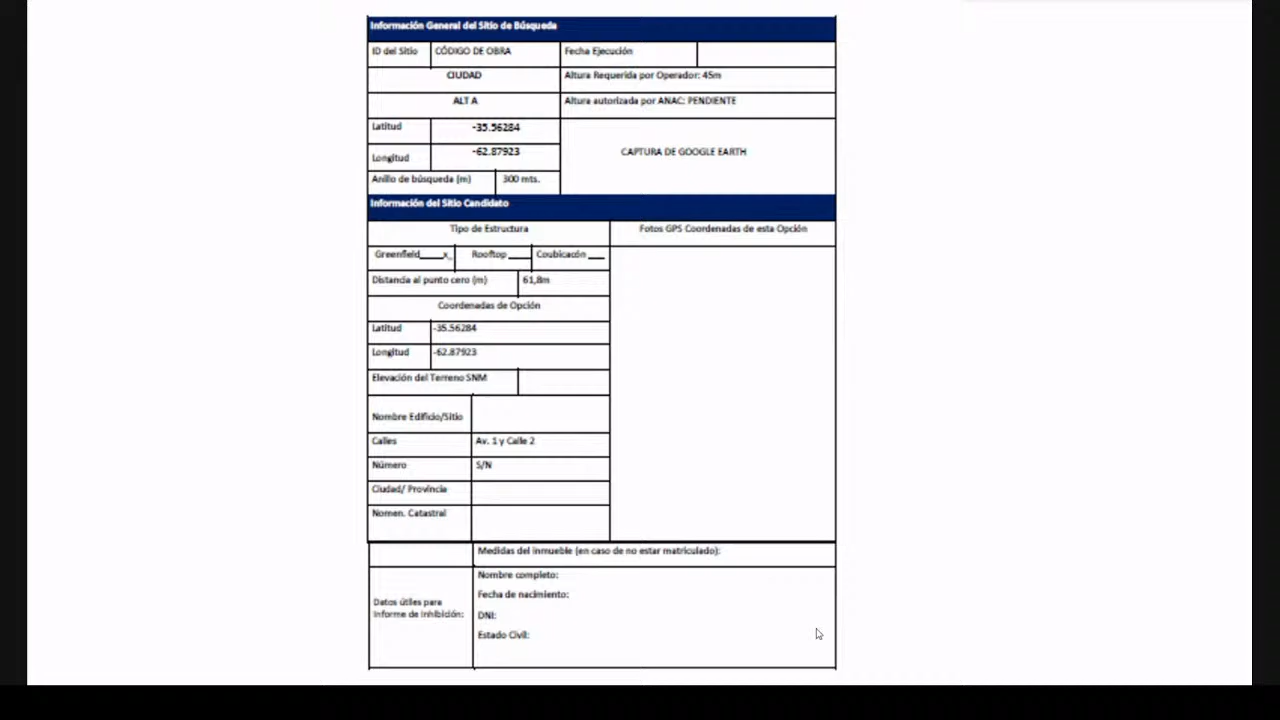 Información General del Sitio de Búsqueda
ID del Sitio CÓDIGO DE OBRA Fecha Ejecución
CIUDAD Altura Requerida por Operador: 45m
ALT A Altura autorizada por ANAC: PENDIENTE
Latitud -35.56284
Longitud -62.87923 CAPTURA DE GOOGLE EARTH
Anillo de búsqueda (m) 300 mts.
Información del Sitio Candidato
Tipo de Estructura Fotos GPS Coordenadas de esta Opción
Greenfield____x_ Rooftop ____ Coubicacón ___
Distancia al punto cero (m) 61,8m
Coordenadas de Opción
Latitud -35.56284
Longitud -62.87923
Elevación del Terreno SNM
Nombre Edificio/Sitio
Calles Av. 1 y Calle 2
Número S/N
Ciudad/ Provincia
Nomen. Catastral
Medidas del inmueble (en caso de no estar matriculado):
Nombre completo:
Fecha de nacimiento:
Datos útiles para
Informe de Inhibición:
DNI:
Estado Civil: